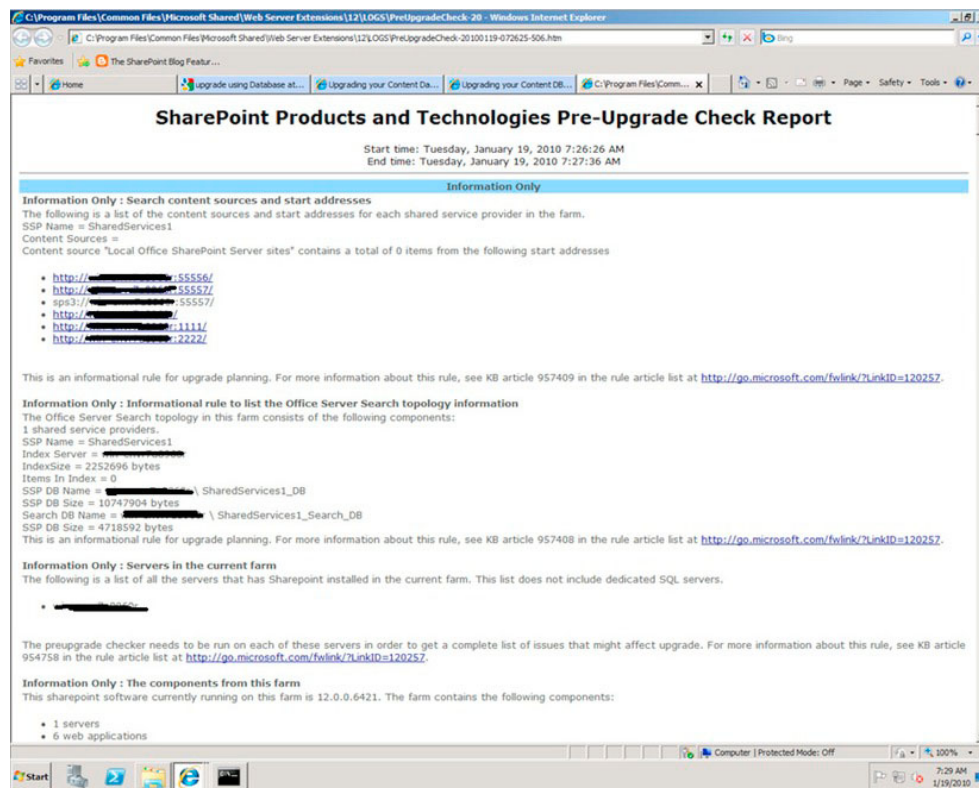 C:\Program Files\Common Files\Microsoft Shared\Web Server Extensions\12\LOGS\PreUpgradeCheck-20 - Windows Internet Explorer
C:\Program Files\Common Files\Microsoft Shared\Web Server Extensions\12\LOGS\PreUpgradeCheck-20100119-072625-506.htm
Bing
Favorites
The SharePoint Blog Featur...
Home
upgrade using Database at...
Upgrading your Content Da...
Upgrading your Content DB...
C:\Program Files\Comm...
Page
Safety
Tools
SharePoint Products and Technologies Pre-Upgrade Check Report
Start time: Tuesday, January 19, 2010 7:26:26 AM
End time: Tuesday, January 19, 2010 7:27:36 AM
Information Only
Information Only : Search content sources and start addresses
The following is a list of the content sources and start addresses for each shared service provider in the farm.
SSP Name = SharedServices1
Content Sources =
Content source "Local Office SharePoint Server sites" contains a total of 0 items from the following start addresses
http:// :55556/
http:// :55557/
sps3:// :55557/
http:// /
http:// r:1111/
http:// r:2222/
This is an informational rule for upgrade planning. For more information about this rule, see KB article 957409 in the rule article list at http://go.microsoft.com/fwlink/?LinkID=120257.
Information Only : Informational rule to list the Office Server Search topology information
The Office Server Search topology in this farm consists of the following components:
1 shared service providers.
SSP Name = SharedServices1
Index Server =
IndexSize = 2252696 bytes
Items In Index = 0
SSP DB Name = \ SharedServices1_DB
SSP DB Size = 10747904 bytes
Search DB Name = \ SharedServices1_Search_DB
SSP DB Size = 4718592 bytes
This is an informational rule for upgrade planning. For more information about this rule, see KB article 957408 in the rule article list at http://go.microsoft.com/fwlink/?LinkID=120257.
Information Only : Servers in the current farm
The following is a list of all the servers that has Sharepoint installed in the current farm. This list does not include dedicated SQL servers.
The preupgrade checker needs to be run on each of these servers in order to get a complete list of issues that might affect upgrade. For more information about this rule, see KB article
954758 in the rule article list at http://go.microsoft.com/fwlink/?LinkID=120257.
Information Only : The components from this farm
This sharepoint software currently running on this farm is 12.0.0.6421. The farm contains the following components:
1 servers
6 web applications
Computer | Protected Mode: Off
100%
Start
7:29 AM
1/19/2010